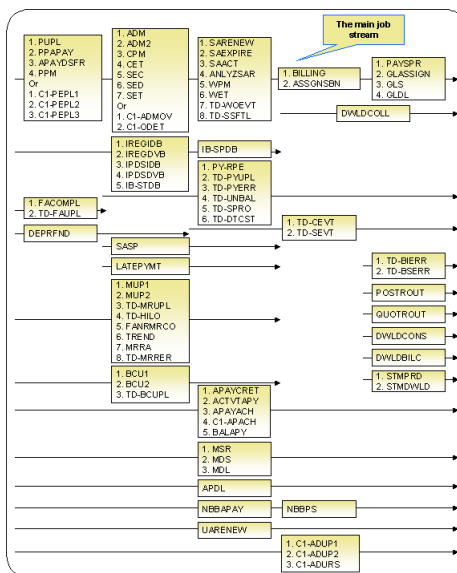 The main job
stream
1. PUPL
2. PPAPAY
3. APAYDSFR
4. PPM
Or
1. C1-PEPL1
2. C1-PEPL2
3. C1-PEPL3
1. ADM
2. ADM2
3. CPM
4. CET
5. SEC
6. SED
7. SET
Or
1. C1-ADMOV
2. C1-ODET
1. SARENEW
2. SAEXPIRE
3. SAACT
4. ANLYZSAR
5. WPM
6. WET
7. TD-WOEVT
8. TD-SSFTL
1. BILLING
2. ASSGNSBN
1. PAYSPR
2. GLASSIGN
3. GLS
4. GLDL
DWLDCOLL
1. IREGIDB
2. IREGDVB
3. IPDSIDB
4. IPDSDVB
5. IB-STDB
IB-SPDB
1. PY-RPE
2. TD-PYUPL
3. TD-PYERR
4. TD-UNBAL
5. TD-SPRO
6. TD-DTCST
1. FACOMPL
2. TD-FAUPL
DEPRFND
1. TD-CEVT
2. TD-SEVT
SASP
LATEPYMT
1. TD-BIERR
2. TD-BSERR
1. MUP1
2. MUP2
3. TD-MRUPL
4. TD-HILO
5. FANRMRCO
6. TREND
7. MRRA
8. TD-MRRER
POSTROUT
QUOTROUT
DWLDCONS
DWLDBILC
1. BCU1
2. BCU2
3. TD-BCUPL
1. STMPRD
2. STMDWLD
1. APAYCRET
2. ACTVTAPY
3. APAYACH
4. C1-APACH
5. BALAPY
1. MSR
2. MDS
3. MDL
APDL
NBBAPAY
NBBPS
UARENEW
1. C1-ADUP1
2. C1-ADUP2
3. C1-ADURS